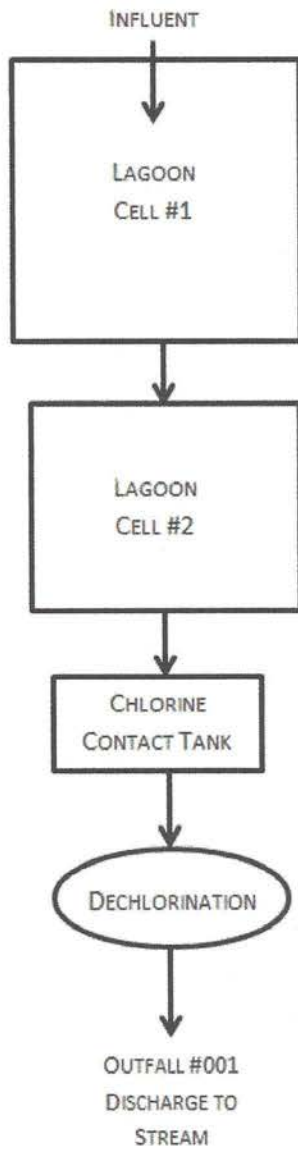 INFLUENT
LAGOON
CELL #1
LAGOON
CELL #2
CHLORINE
CONTACT TANK
DECHLORINATION
OUTFALL #001
DISCHARGE TO
STREAM